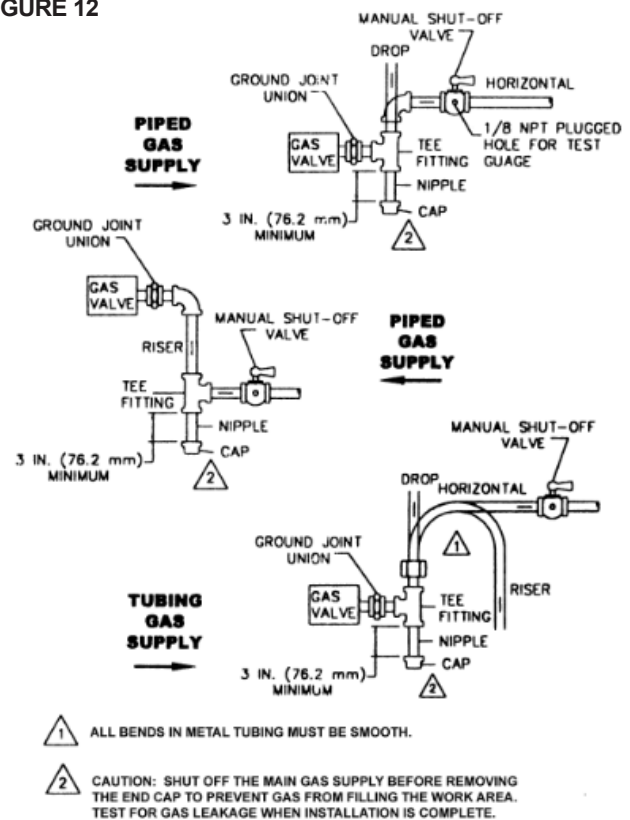 GURE 12
MANUAL SHUT-OFF
VALVE
DROP
GROUND JOINT
UNION
HORIZONTAL
PIPED
GAS
SUPPLY
GAS
VALVE
TEE
FITTING
1/8 NPT PLUGGED
HOLE FOR TEST
GUAGE
NIPPLE
3 IN. (76.2 mm)
MINIMUM
CAP
2
GROUND JOINT
UNION
GAS
VALVE
MANUAL SHUT-OFF
VALVE
RISER
PIPED
GAS
SUPPLY
TEE
FITTING
NIPPLE
3 IN. (76.2 mm)
MINIMUM
CAP
2
MANUAL SHUT-OFF
VALVE
DROP
HORIZONTAL
GROUND JOINT
UNION
1
TUBING
GAS
SUPPLY
GAS
VALVE
TEE
FITTING
RISER
NIPPLE
3 IN. (76.2 mm)
MINIMUM
CAP
2
1 ALL BENDS IN METAL TUBING MUST BE SMOOTH.
2 CAUTION: SHUT OFF THE MAIN GAS SUPPLY BEFORE REMOVING
THE END CAP TO PREVENT GAS FROM FILLING THE WORK AREA.
TEST FOR GAS LEAKAGE WHEN INSTALLATION IS COMPLETE.